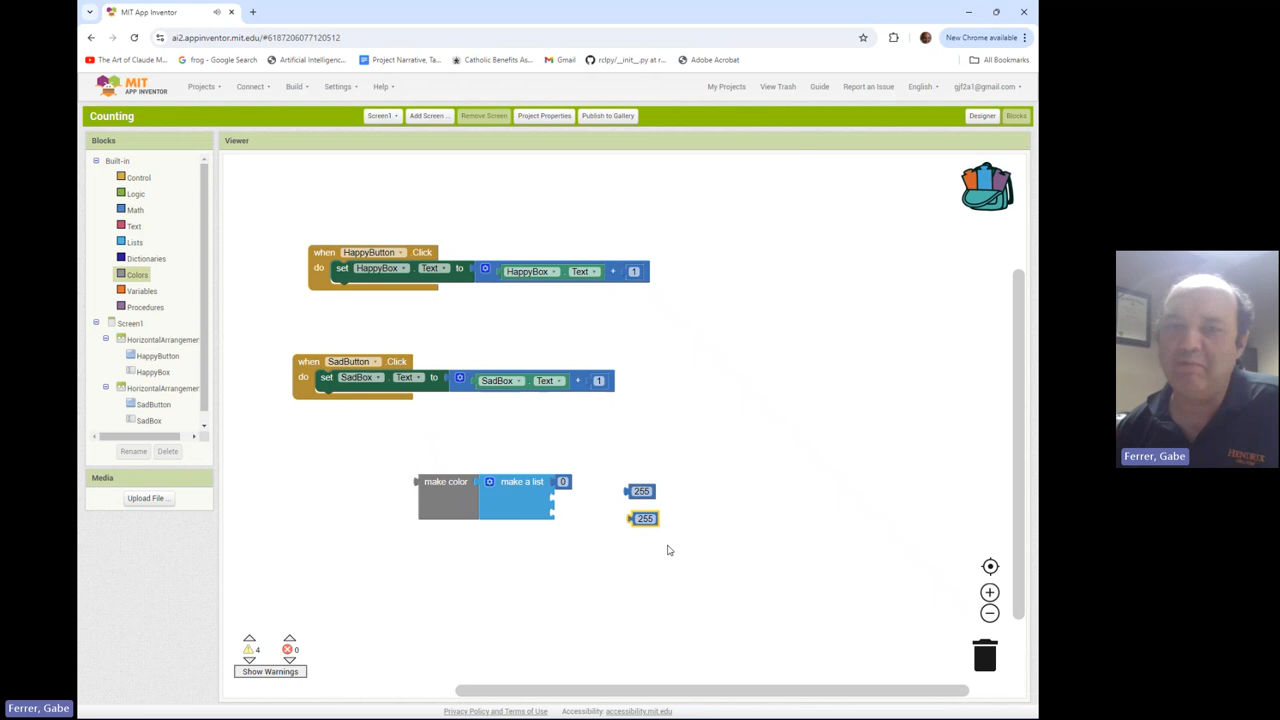 MIT App Inventor
ai2.appinventor.mit.edu/#6187206077120512
New Chrome available
The Art of Claude M...
frog - Google Search
Artificial Intelligenc...
Project Narrative, Ta...
Catholic Benefits As...
Gmail
rclpy/__init__.py at r...
Adobe Acrobat
All Bookmarks
MIT
APP INVENTOR
Projects
Connect
Build
Settings
Help
My Projects
View Trash
Guide
Report an Issue
English
gjf2a1@gmail.com
Counting
Screen1
Add Screen ...
Remove Screen
Project Properties
Publish to Gallery
Designer
Blocks
Blocks
Viewer
Built-in
Control
Logic
Math
Text
Lists
Dictionaries
Colors
Variables
Procedures
Screen1
HorizontalArrangemer
HappyButton
HappyBox
HorizontalArrangemer
SadButton
SadBox
Rename
Delete
Media
Upload File ...
when HappyButton . Click
do set HappyBox . Text to HappyBox . Text + 1
when SadButton . Click
do set SadBox . Text to SadBox . Text + 1
make color make a list 0
255
255
4
0
Show Warnings
Privacy Policy and Terms of Use
Accessibility: accessibility.mit.edu
HENDRIX
Ferrer, Gabe
Ferrer, Gabe